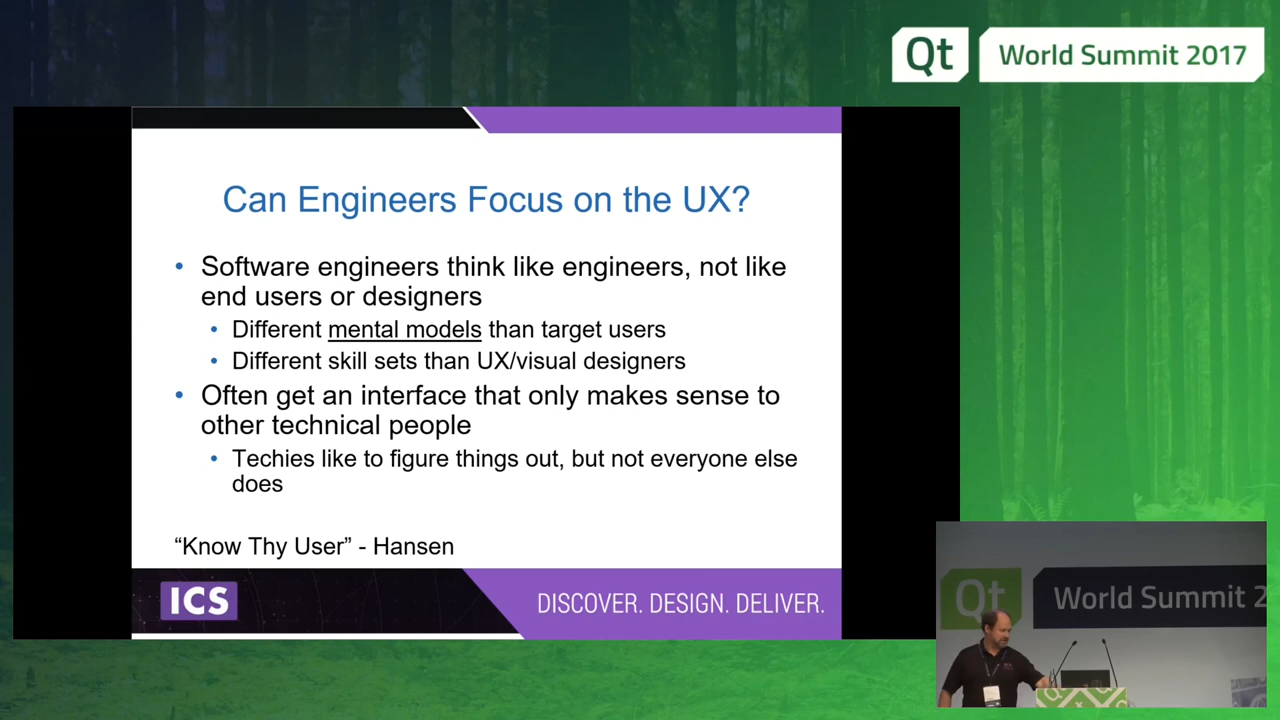 Qt World Summit 2017
Can Engineers Focus on the UX?
• Software engineers think like engineers, not like
end users or designers
• Different mental models than target users
• Different skill sets than UX/visual designers
• Often get an interface that only makes sense to
other technical people
• Techies like to figure things out, but not everyone else
does
“Know Thy User” - Hansen
ICS
DISCOVER. DESIGN. DELIVER.
Qt World Summit 2
Qt